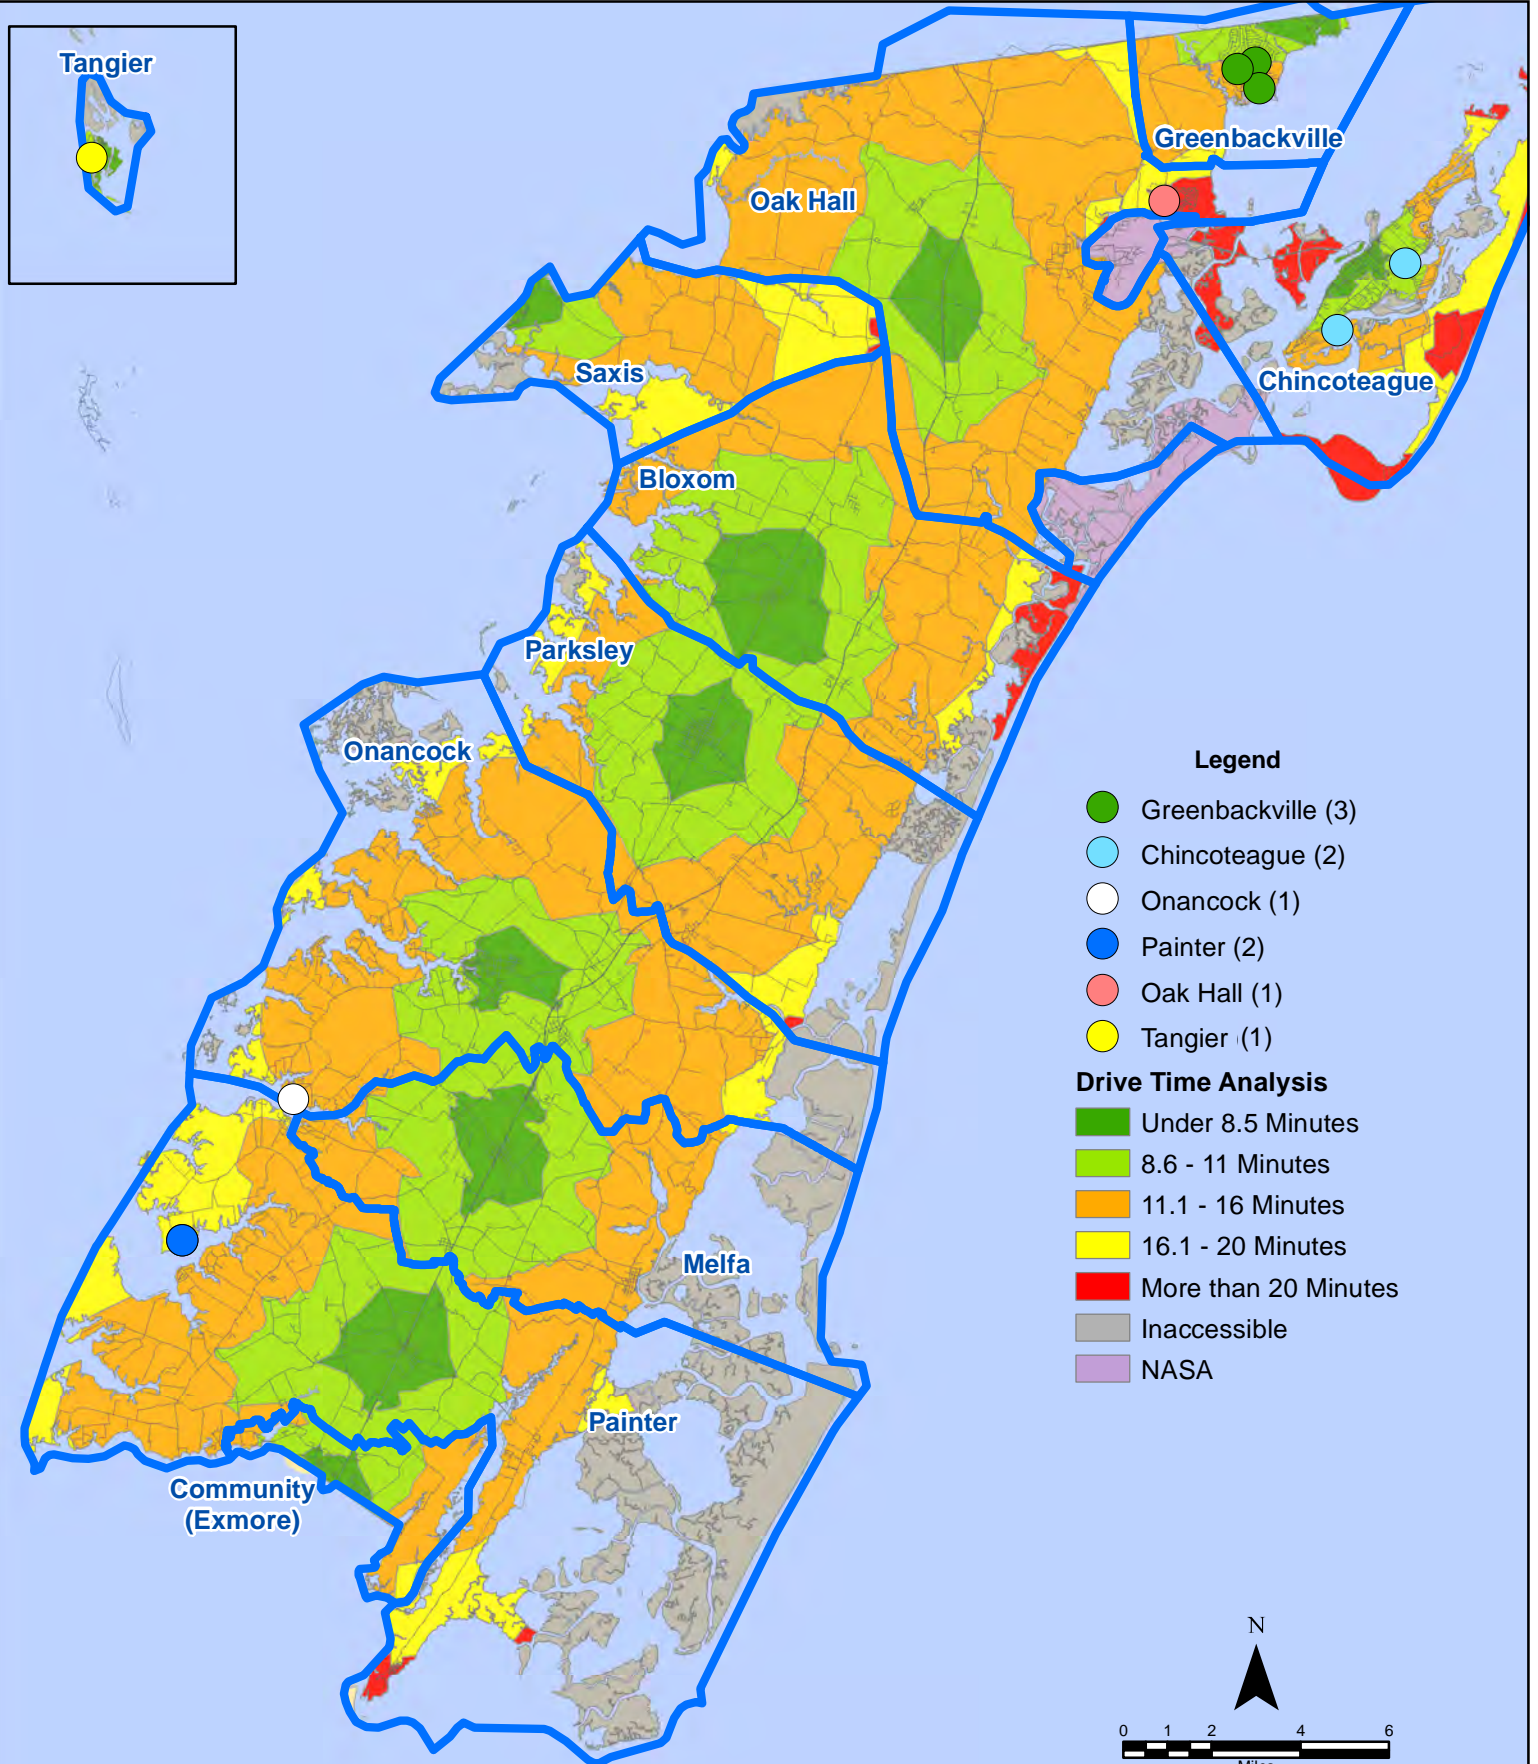 Tangier
Greenbackville
Oak Hall
Saxis
Chincoteague
Bloxom
Parksley
Onancock
Melfa
Painter
Community
(Exmore)
Legend
Greenbackville (3)
Chincoteague (2)
Onancock (1)
Painter (2)
Oak Hall (1)
Tangier (1)
Drive Time Analysis
Under 8.5 Minutes
8.6 - 11 Minutes
11.1 - 16 Minutes
16.1 - 20 Minutes
More than 20 Minutes
Inaccessible
NASA
N
0 1 2 4 6
Miles